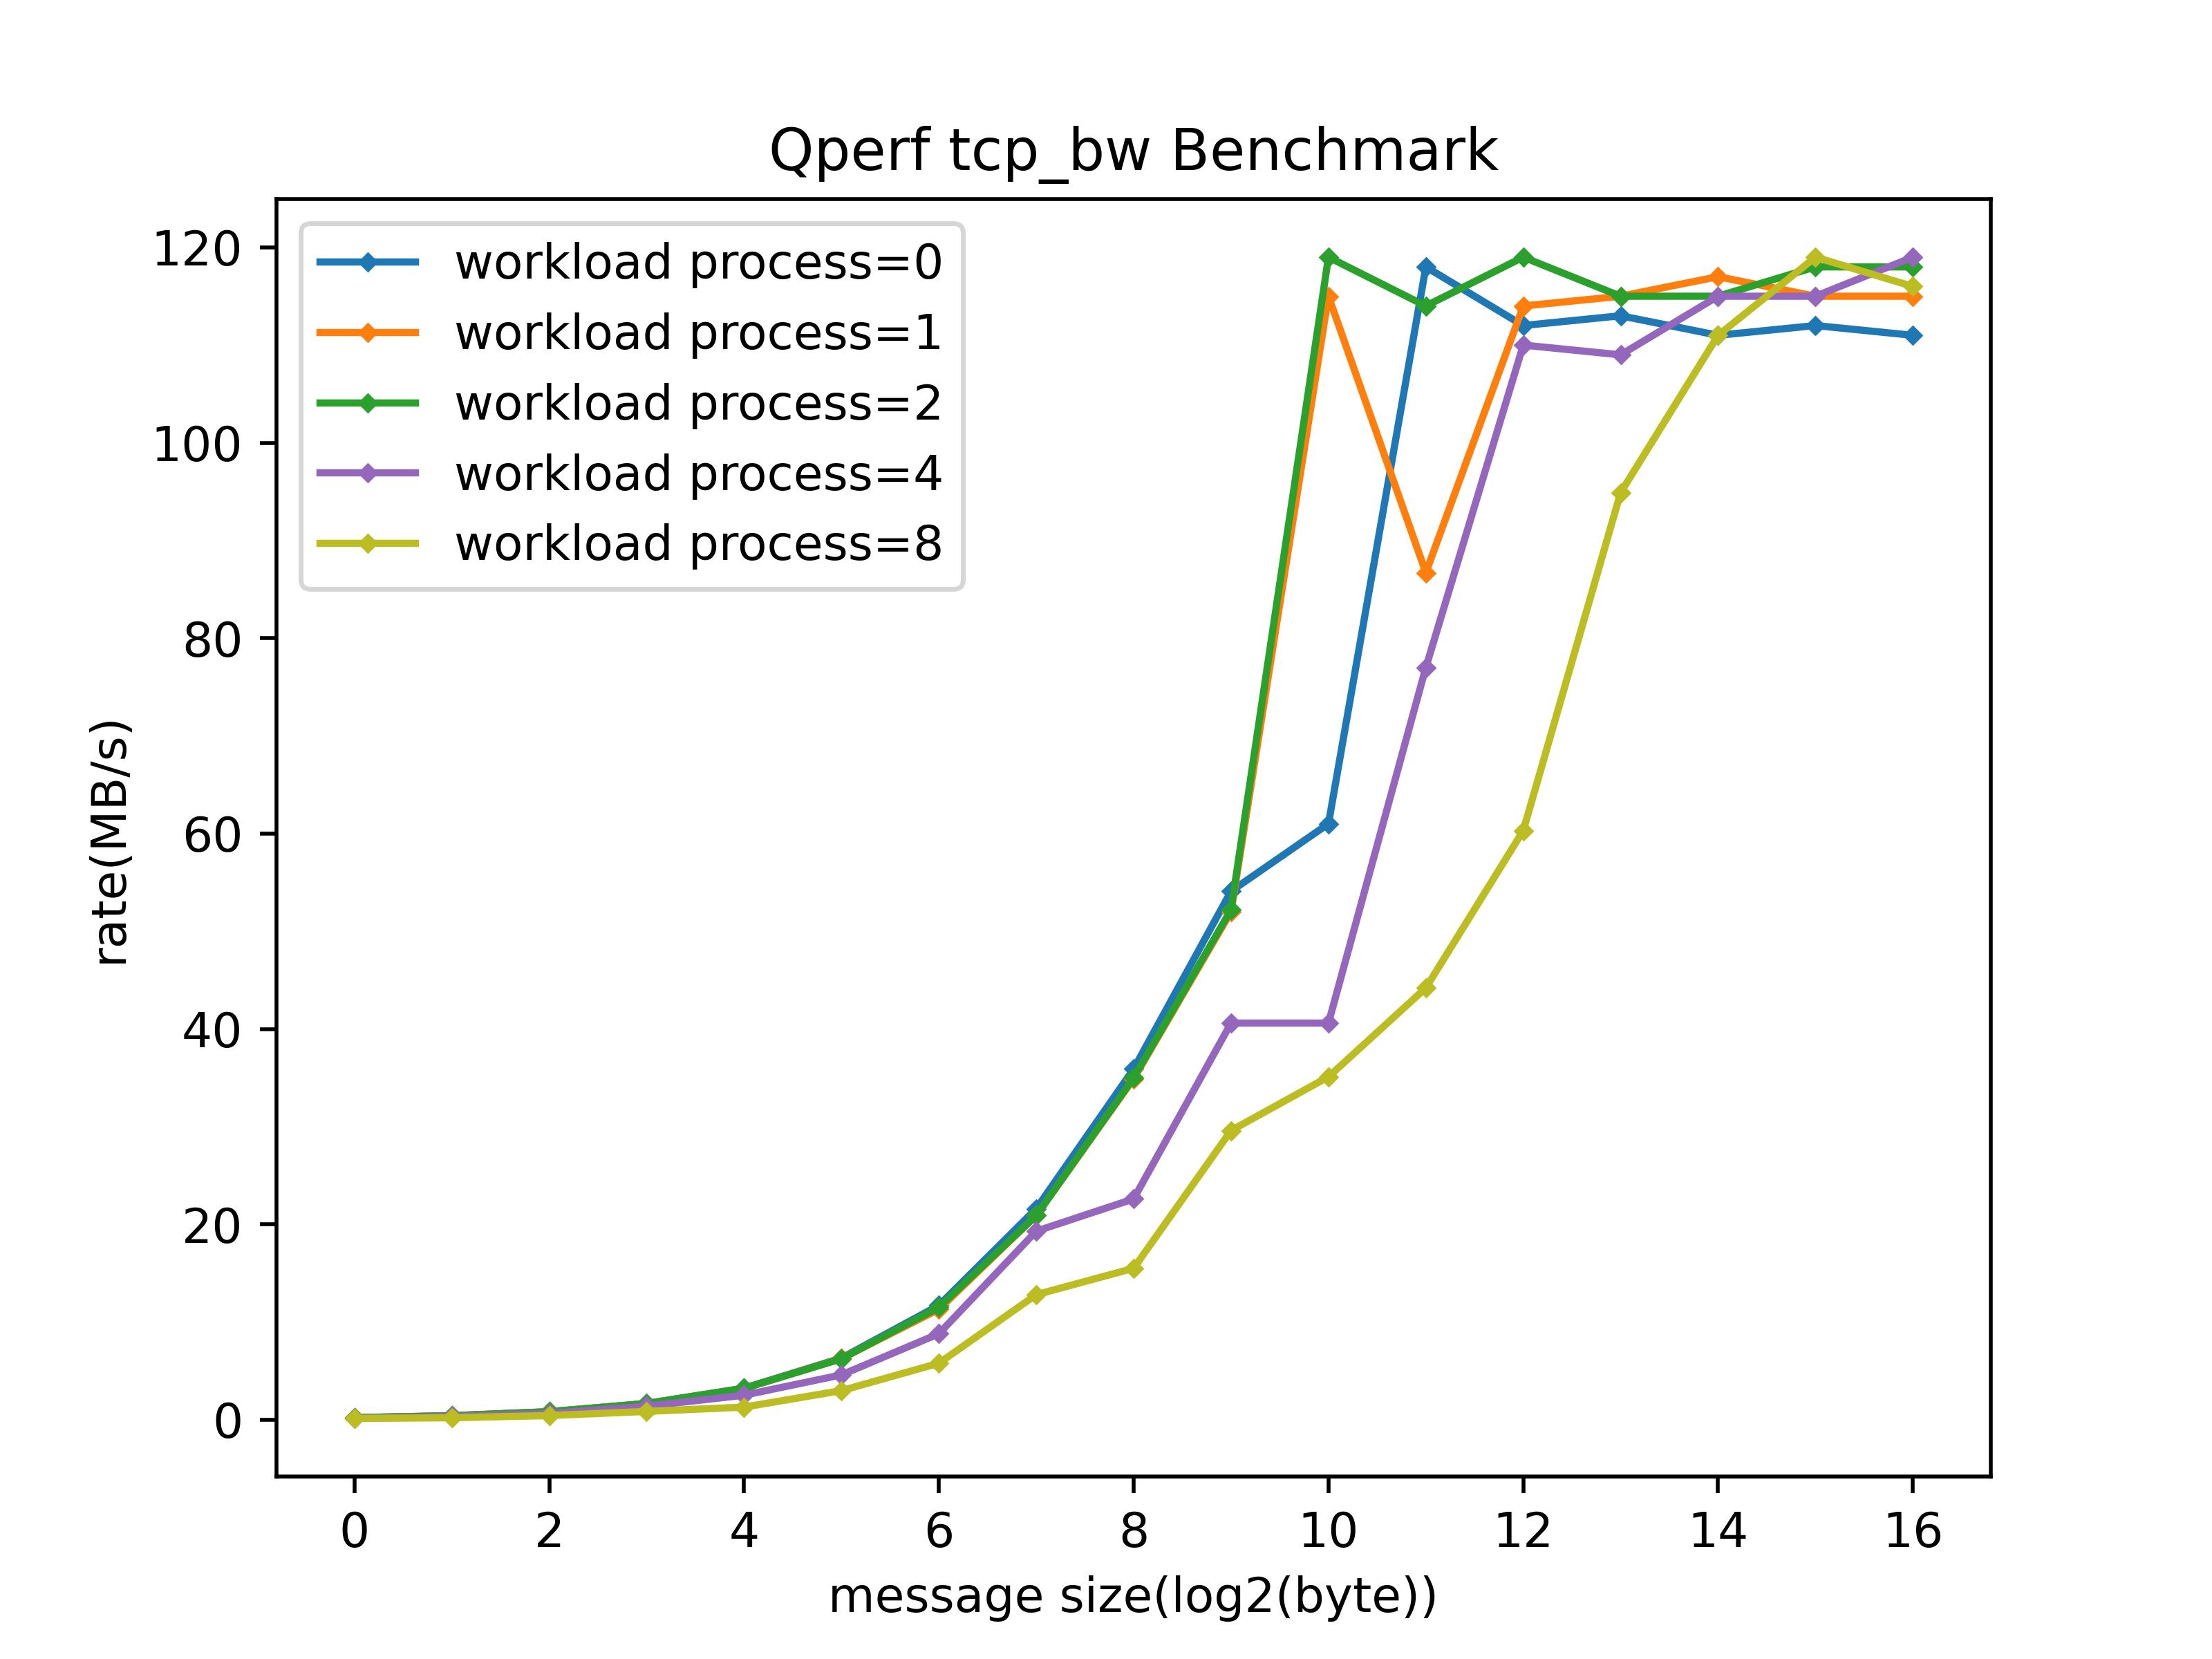 Qperf tcp_bw Benchmark
workload process=0
workload process=1
workload process=2
workload process=4
workload process=8
120
100
80
60
40
20
0
rate(MB/s)
0 2 4 6 8 10 12 14 16
message size(log2(byte))